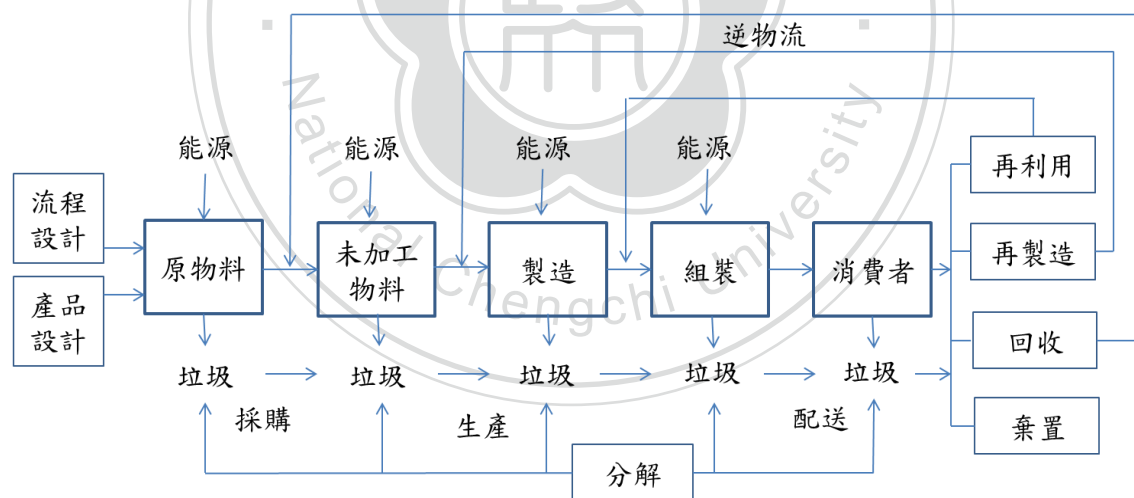 逆物流
National Chengchi University
能源
能源
能源
能源
再利用
流程
設計
原物料
未加工
物料
製造
組裝
消費者
再製造
產品
設計
回收
垃圾
垃圾
垃圾
垃圾
垃圾
採購
生產
配送
棄置
分解